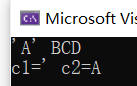 Microsoft Vis
'A' BCD
c1=' c2=A